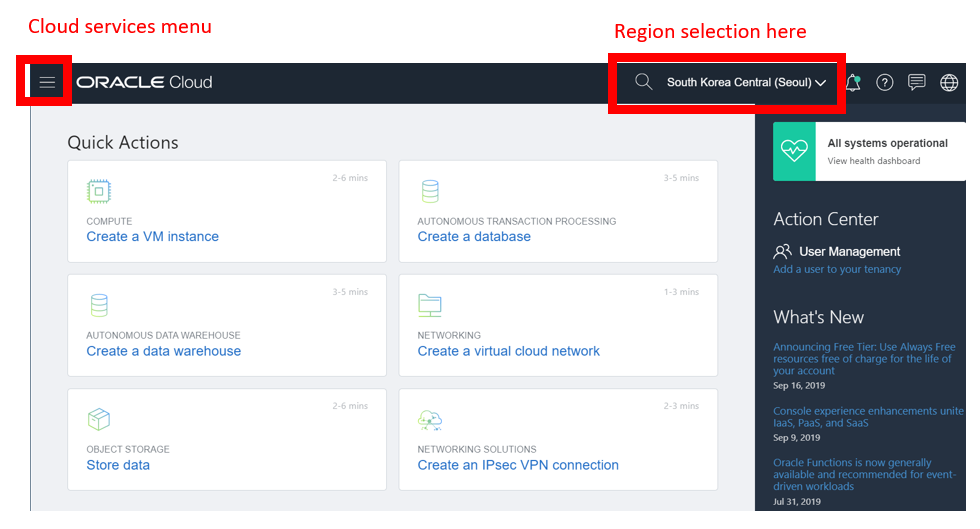 Cloud services menu
Region selection here
ORACLE Cloud
South Korea Central (Seoul)
Quick Actions
2-6 mins
COMPUTE
Create a VM instance
3-5 mins
AUTONOMOUS TRANSACTION PROCESSING
Create a database
3-5 mins
AUTONOMOUS DATA WAREHOUSE
Create a data warehouse
1-3 mins
NETWORKING
Create a virtual cloud network
2-6 mins
OBJECT STORAGE
Store data
2-3 mins
NETWORKING SOLUTIONS
Create an IPsec VPN connection
All systems operational
View health dashboard
Action Center
User Management
Add a user to your tenancy
What's New
Announcing Free Tier: Use Always Free
resources free of charge for the life of
your account
Sep 16, 2019
Console experience enhancements unite
IaaS, PaaS, and SaaS
Sep 9, 2019
Oracle Functions is now generally
available and recommended for event-
driven workloads
Jul 31, 2019